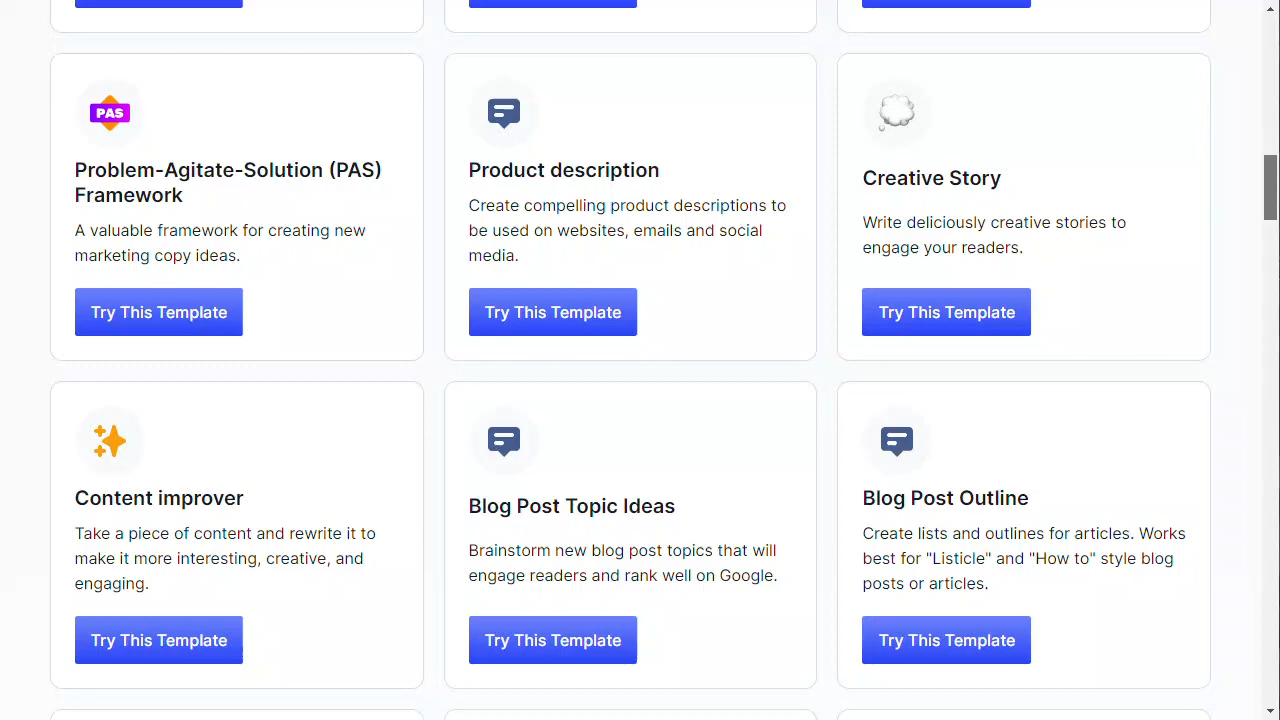 PAS
Problem-Agitate-Solution (PAS)
Framework
A valuable framework for creating new
marketing copy ideas.
Try This Template
Product description
Create compelling product descriptions to
be used on websites, emails and social
media.
Try This Template
Creative Story
Write deliciously creative stories to
engage your readers.
Try This Template
Content improver
Take a piece of content and rewrite it to
make it more interesting, creative, and
engaging.
Try This Template
Blog Post Topic Ideas
Brainstorm new blog post topics that will
engage readers and rank well on Google.
Try This Template
Blog Post Outline
Create lists and outlines for articles. Works
best for "Listicle" and "How to" style blog
posts or articles.
Try This Template